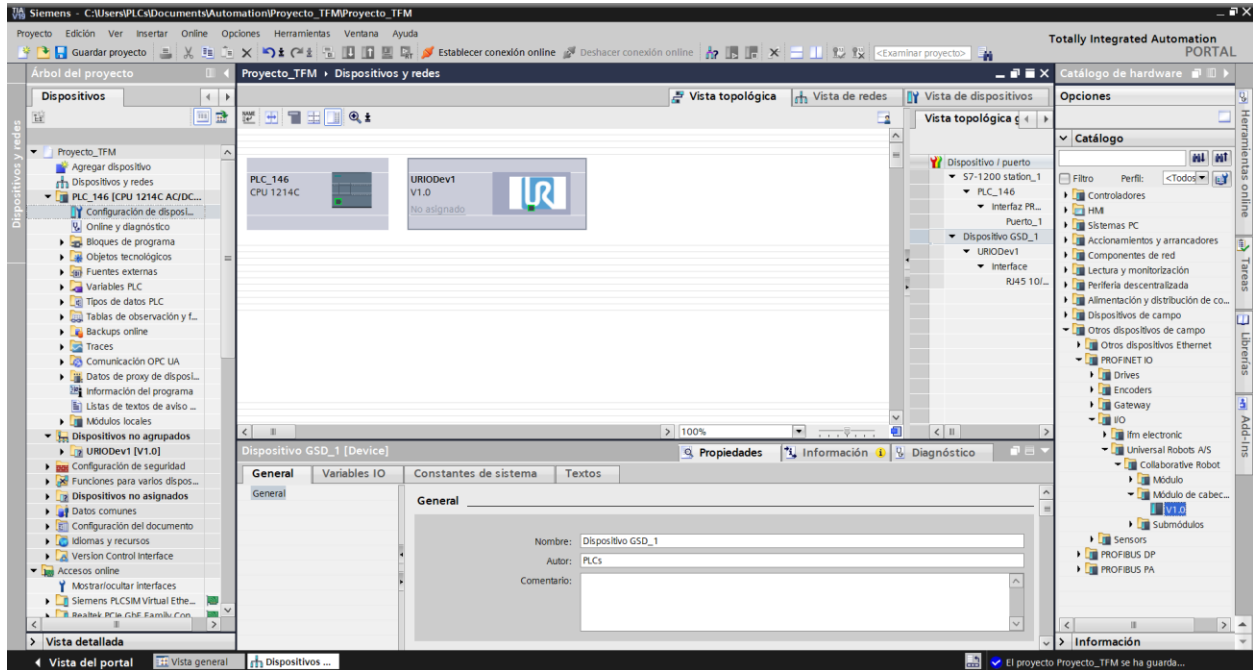 Siemens - C:\Users\PLCs\Documents\Automation\Proyecto_TFM\Proyecto_TFM
Proyecto Edición Ver Insertar Online Opciones Herramientas Ventana Ayuda
Totally Integrated Automation
PORTAL
Guardar proyecto
Establecer conexión online
Deshacer conexión online
<Examinar proyecto>
Árbol del proyecto
Dispositivos
Dispositivos y redes
Proyecto_TFM
Agregar dispositivo
Dispositivos y redes
PLC_146 [CPU 1214C AC/DC...
Configuración de disposi...
Online y diagnóstico
Bloques de programa
Objetos tecnológicos
Fuentes externas
Variables PLC
Tipos de datos PLC
Tablas de observación y f...
Backups online
Traces
Comunicación OPC UA
Datos de proxy de disposi...
Información del programa
Listas de textos de aviso ...
Módulos locales
Dispositivos no agrupados
URIODev1 [V1.0]
Configuración de seguridad
Funciones para varios dispos...
Dispositivos no asignados
Datos comunes
Configuración del documento
Idiomas y recursos
Version Control Interface
Accesos online
Mostrar/ocultar interfaces
Siemens PLCSIM Virtual Ethe...
Realtek PCIe GbE Family Con...
Vista detallada
Proyecto_TFM › Dispositivos y redes
Vista topológica
Vista de redes
Vista de dispositivos
PLC_146
CPU 1214C
URIODev1
V1.0
No asignado
UR
100%
Vista topológica g
Dispositivo / puerto
S7-1200 station_1
PLC_146
Interfaz PR...
Puerto_1
Dispositivo GSD_1
URIODev1
Interface
RJ45 10/...
Dispositivo GSD_1 [Device]
Propiedades
Información
Diagnóstico
General
Variables IO
Constantes de sistema
Textos
General
General
Nombre: Dispositivo GSD_1
Autor: PLCs
Comentario:
Catálogo de hardware
Opciones
Catálogo
Filtro
Perfil: <Todos
Controladores
HMI
Sistemas PC
Accionamientos y arrancadores
Componentes de red
Lectura y monitorización
Periferia descentralizada
Alimentación y distribución de co...
Dispositivos de campo
Otros dispositivos de campo
Otros dispositivos Ethernet
PROFINET IO
Drives
Encoders
Gateway
I/O
ifm electronic
Universal Robots A/S
Collaborative Robot
Módulo
Módulo de cabec...
V1.0
Submódulos
Sensors
PROFIBUS DP
PROFIBUS PA
Información
Herramientas online
Tareas
Librerías
Add-Ins
Vista del portal
Vista general
Dispositivos ...
El proyecto Proyecto_TFM se ha guarda...